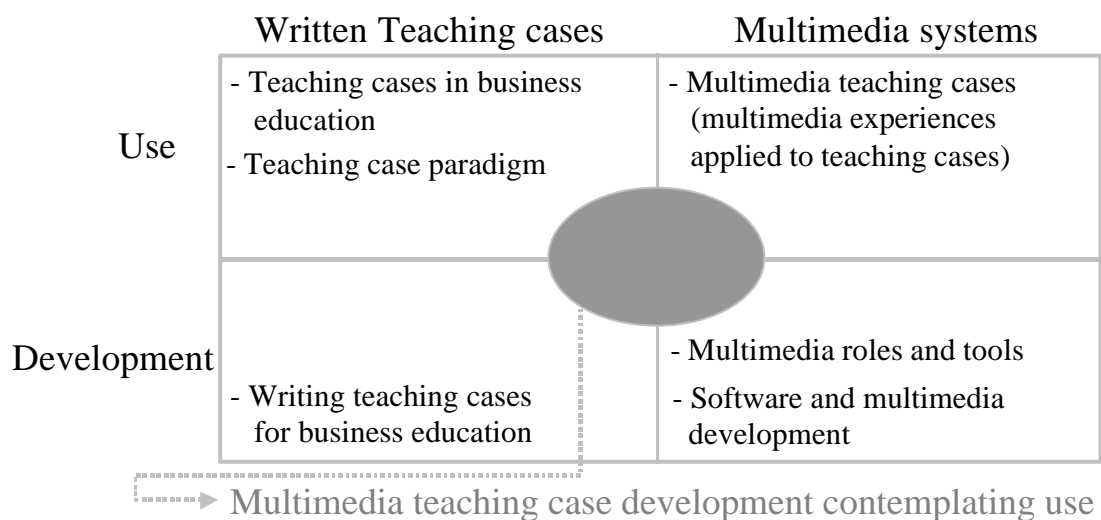 Written Teaching cases
Multimedia systems
Use
- Teaching cases in business
education
- Teaching case paradigm
- Multimedia teaching cases
(multimedia experiences
applied to teaching cases)
Development
- Writing teaching cases
for business education
- Multimedia roles and tools
- Software and multimedia
development
Multimedia teaching case development contemplating use